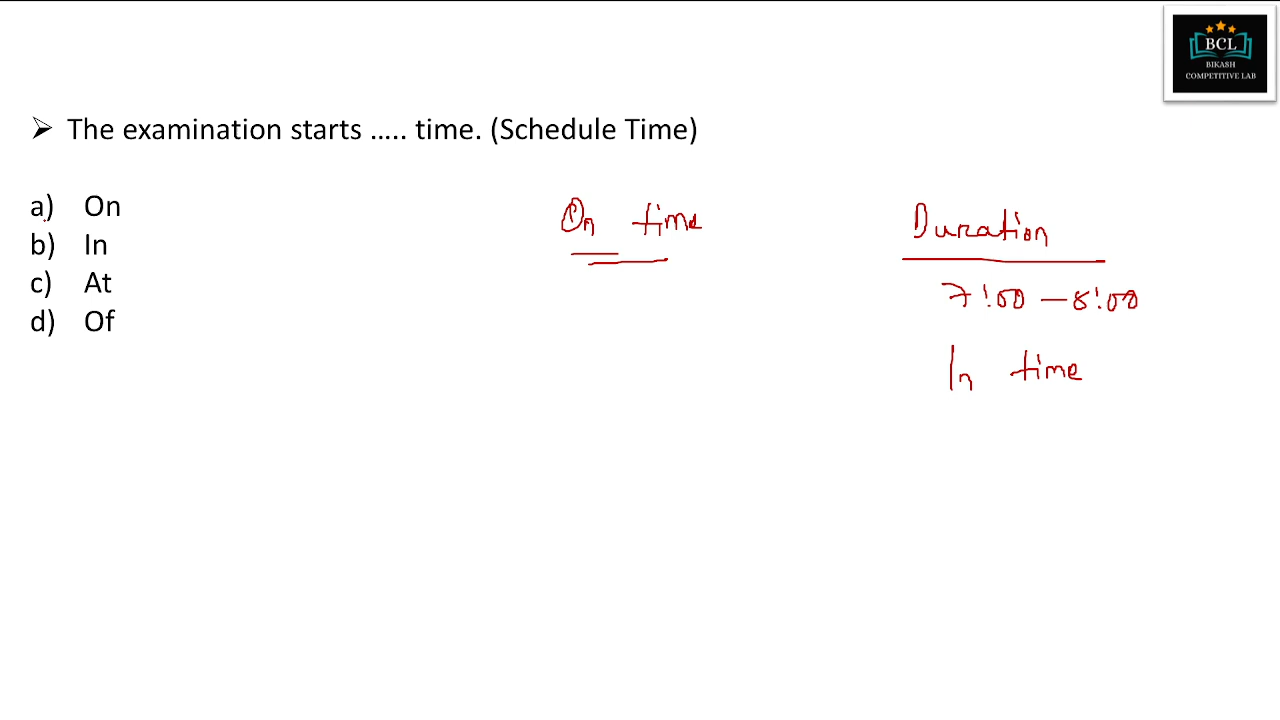 BCL
BIKASH
COMPETITIVE LAB
➢ The examination starts ..... time. (Schedule Time)
a) On
b) In
c) At
d) Of
On time
Duration
7:00 – 8:00
In time